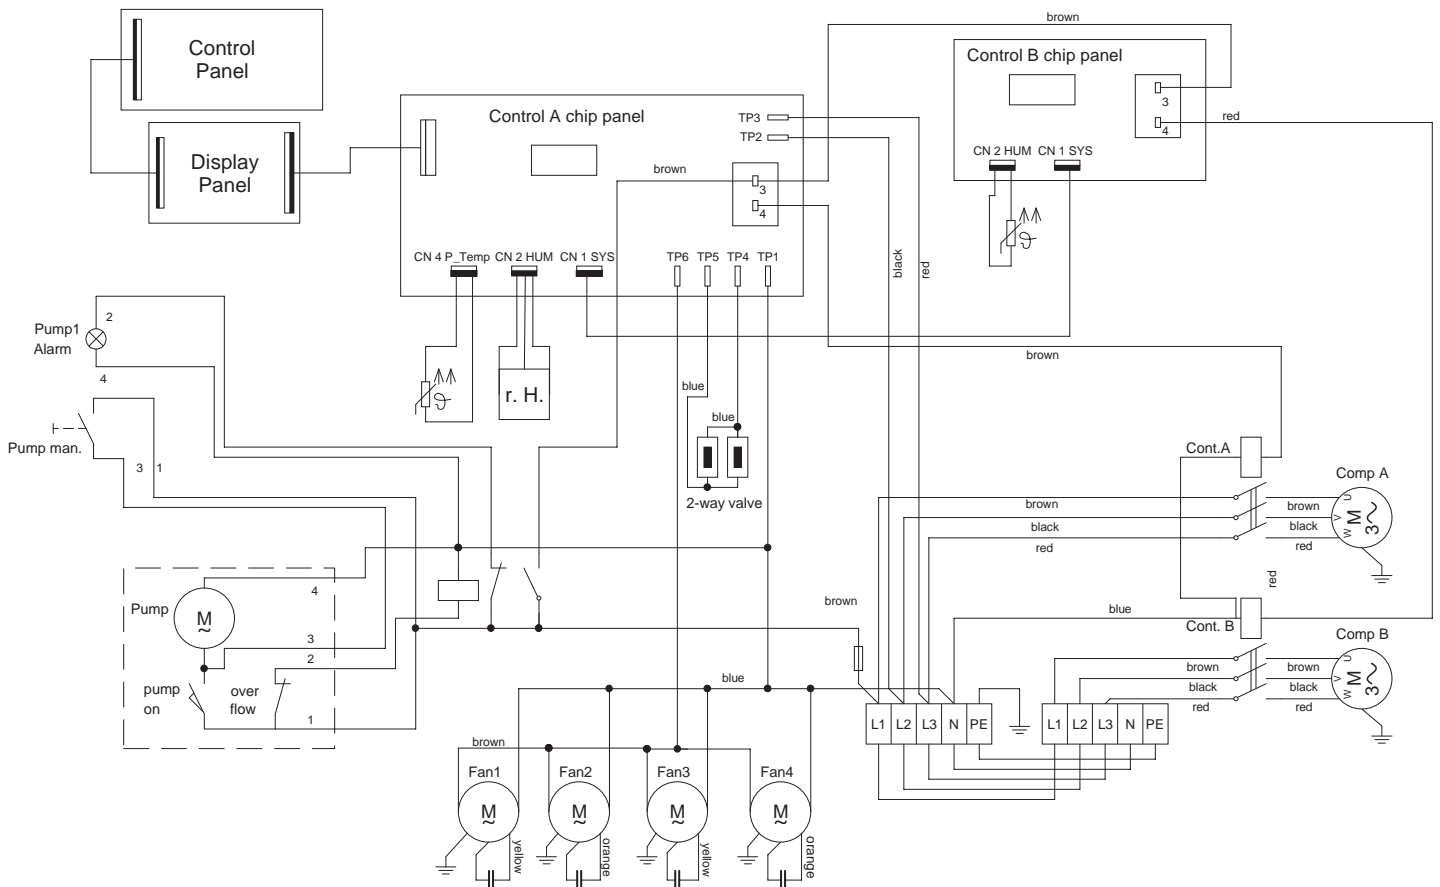 brown
Control
Panel
Control B chip panel
3
4
red
CN 2 HUM
CN 1 SYS
ϑ
Display
Panel
Control A chip panel
TP3
TP2
brown
3
4
CN 4 P_Temp
CN 2 HUM
CN 1 SYS
TP6
TP5
TP4
TP1
black
red
Pump1
Alarm
2
4
brown
ϑ
r. H.
blue
blue
2-way valve
Pump man.
3
1
Cont.A
Comp A
brown
black
red
brown
black
red
U
V
W
M
3
red
Pump
M
~
4
3
2
1
pump
on
over
flow
brown
blue
Cont. B
Comp B
brown
black
red
brown
black
red
U
V
W
M
3
blue
L1
L2
L3
N
PE
L1
L2
L3
N
PE
brown
Fan1
Fan2
Fan3
Fan4
M
~
M
~
M
~
M
~
yellow
orange
yellow
orange